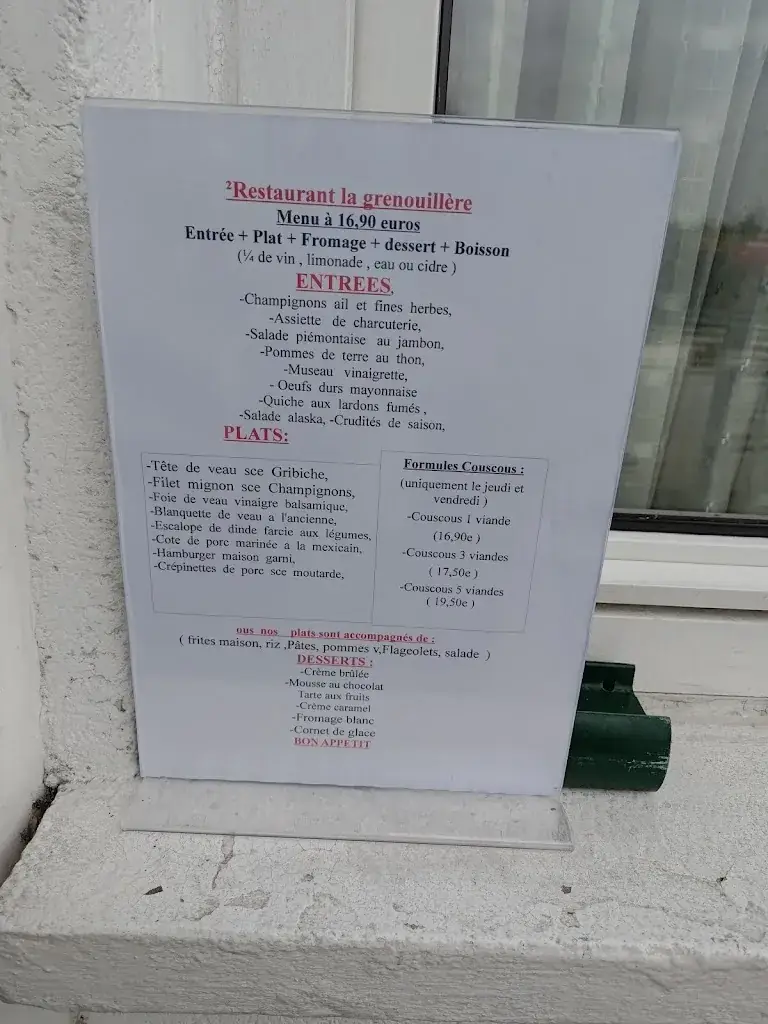 ²Restaurant la grenouillère
Menu à 16,90 euros
Entrée + Plat + Fromage + dessert + Boisson
(¼ de vin , limonade , eau ou cidre )
ENTREES,
-Champignons ail et fines herbes,
-Assiette de charcuterie,
-Salade piémontaise au jambon,
-Pommes de terre au thon,
-Museau vinaigrette,
- Oeufs durs mayonnaise
-Quiche aux lardons fumés ,
-Salade alaska, -Crudités de saison,
PLATS:
-Tête de veau sce Gribiche,
-Filet mignon sce Champignons,
-Foie de veau vinaigre balsamique,
-Blanquette de veau a l'ancienne,
-Escalope de dinde farcie aux légumes,
-Cote de porc marinée a la mexicain,
-Hamburger maison garni,
-Crépinettes de porc sce moutarde,
Formules Couscous :
(uniquement le jeudi et
vendredi )
-Couscous 1 viande
(16,90e )
-Couscous 3 viandes
( 17,50e )
-Couscous 5 viandes
( 19,50e )
ous nos plats sont accompagnés de :
( frites maison, riz ,Pâtes, pommes v,Flageolets, salade )
DESSERTS :
-Crème brûlée
-Mousse au chocolat
Tarte aux fruits
-Crème caramel
-Fromage blanc
-Cornet de glace
BON APPETIT